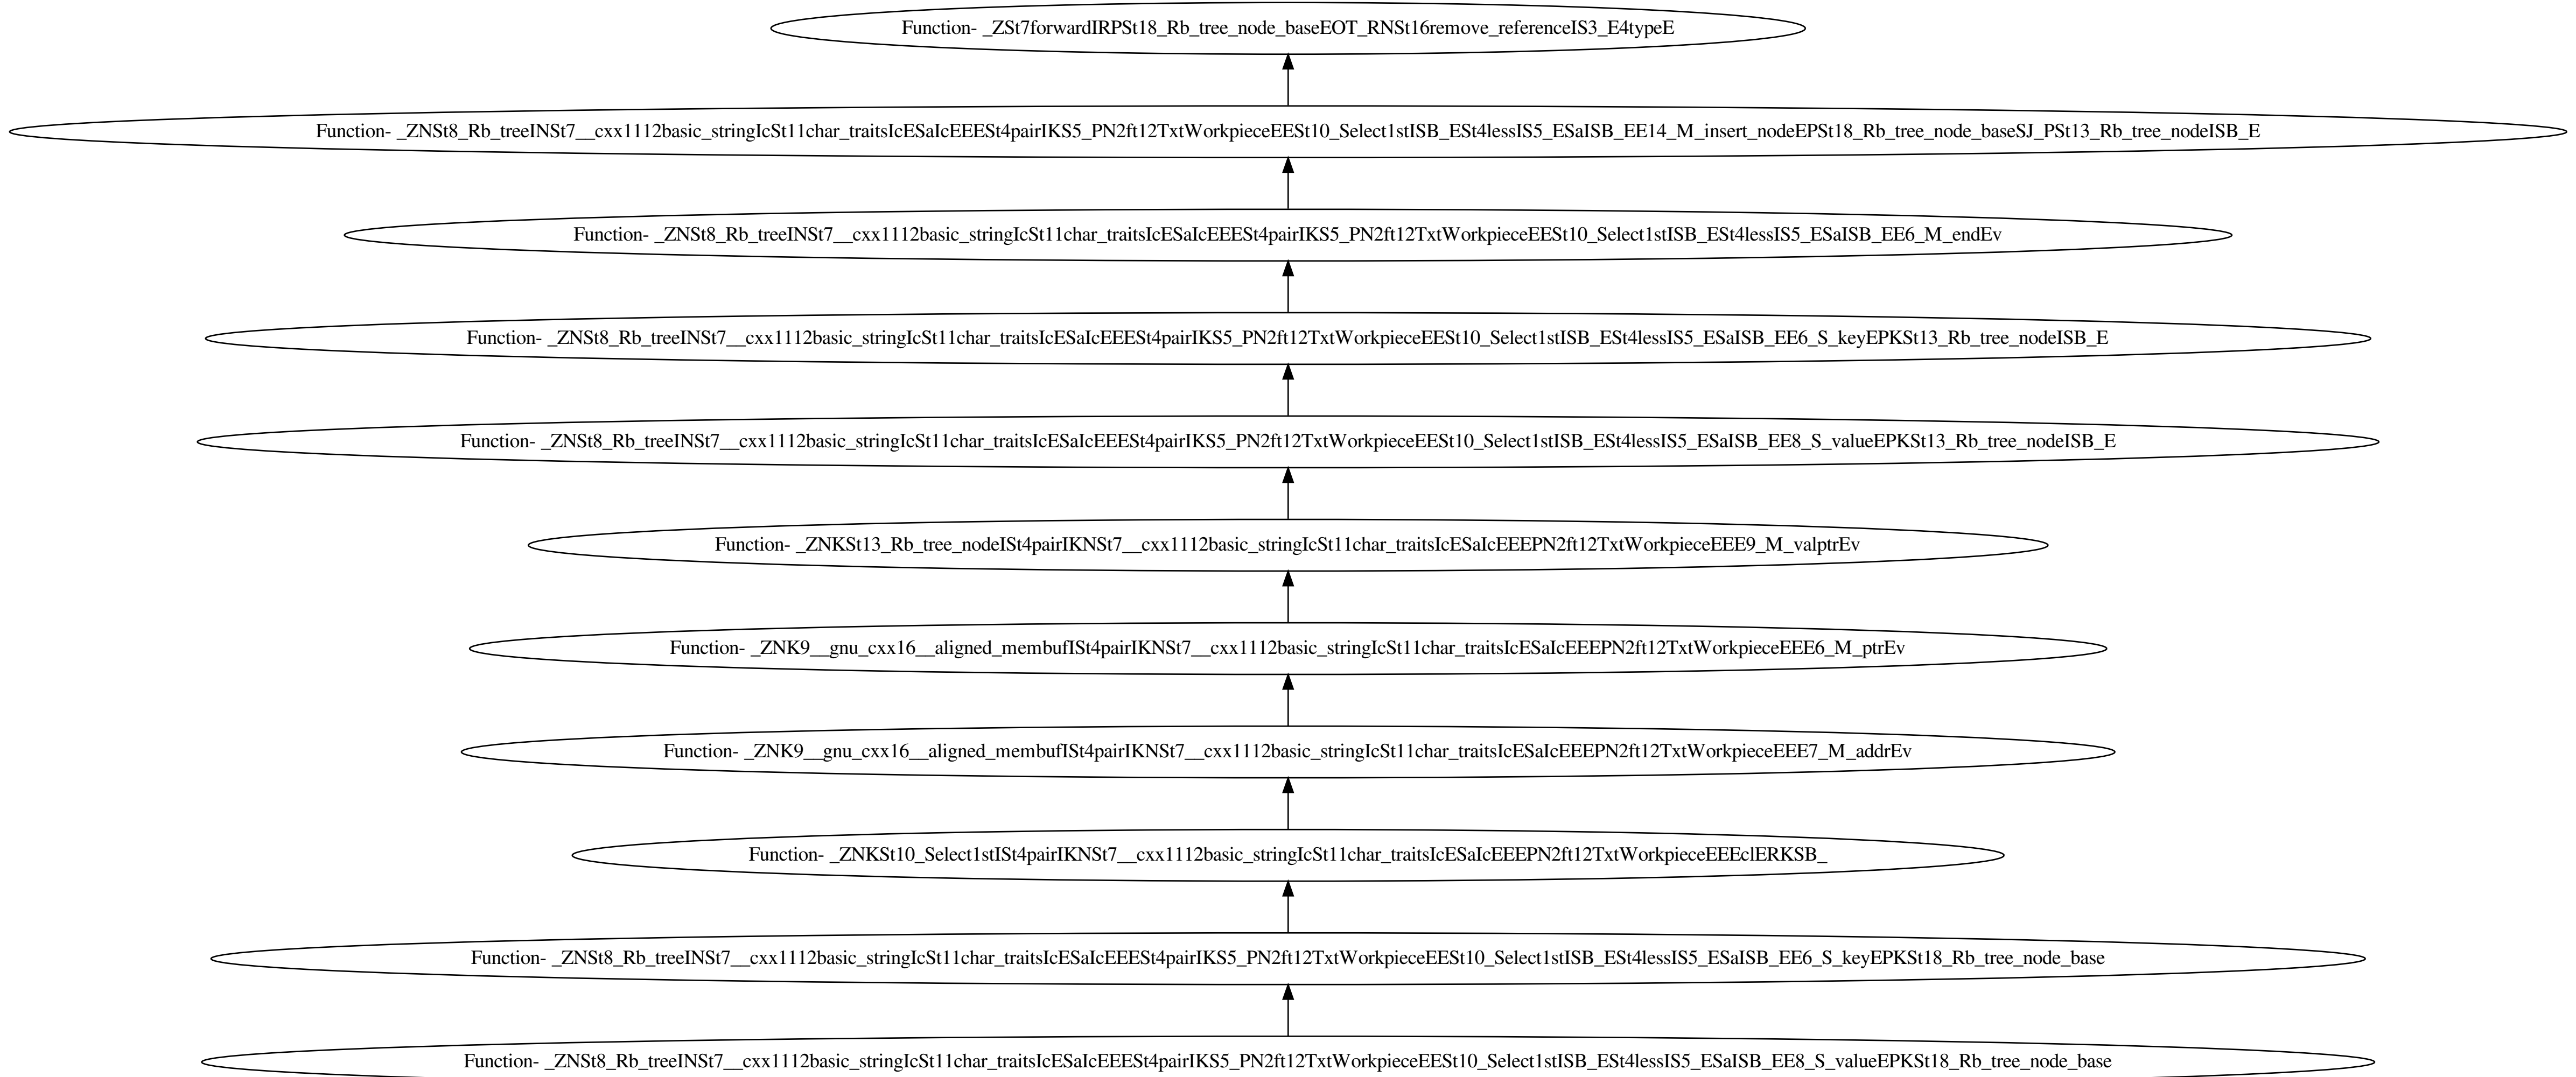 Function- _ZSt7forwardIRPSt18_Rb_tree_node_baseEOT_RNSt16remove_referenceIS3_E4typeE
Function- _ZNSt8_Rb_treeINSt7__cxx1112basic_stringIcSt11char_traitsIcESaIcEEESt4pairIKS5_PN2ft12TxtWorkpieceEESt10_Select1stISB_ESt4lessIS5_ESaISB_EE14_M_insert_nodeEPSt18_Rb_tree_node_baseSJ_PSt13_Rb_tree_nodeISB_E
Function- _ZNSt8_Rb_treeINSt7__cxx1112basic_stringIcSt11char_traitsIcESaIcEEESt4pairIKS5_PN2ft12TxtWorkpieceEESt10_Select1stISB_ESt4lessIS5_ESaISB_EE6_M_endEv
Function- _ZNSt8_Rb_treeINSt7__cxx1112basic_stringIcSt11char_traitsIcESaIcEEESt4pairIKS5_PN2ft12TxtWorkpieceEESt10_Select1stISB_ESt4lessIS5_ESaISB_EE6_S_keyEPKSt13_Rb_tree_nodeISB_E
Function- _ZNSt8_Rb_treeINSt7__cxx1112basic_stringIcSt11char_traitsIcESaIcEEESt4pairIKS5_PN2ft12TxtWorkpieceEESt10_Select1stISB_ESt4lessIS5_ESaISB_EE8_S_valueEPKSt13_Rb_tree_nodeISB_E
Function- _ZNKSt13_Rb_tree_nodeISt4pairIKNSt7__cxx1112basic_stringIcSt11char_traitsIcESaIcEEEPN2ft12TxtWorkpieceEEE9_M_valptrEv
Function- _ZNK9__gnu_cxx16__aligned_membufISt4pairIKNSt7__cxx1112basic_stringIcSt11char_traitsIcESaIcEEEPN2ft12TxtWorkpieceEEE6_M_ptrEv
Function- _ZNK9__gnu_cxx16__aligned_membufISt4pairIKNSt7__cxx1112basic_stringIcSt11char_traitsIcESaIcEEEPN2ft12TxtWorkpieceEEE7_M_addrEv
Function- _ZNKSt10_Select1stISt4pairIKNSt7__cxx1112basic_stringIcSt11char_traitsIcESaIcEEEPN2ft12TxtWorkpieceEEEclERKSB_
Function- _ZNSt8_Rb_treeINSt7__cxx1112basic_stringIcSt11char_traitsIcESaIcEEESt4pairIKS5_PN2ft12TxtWorkpieceEESt10_Select1stISB_ESt4lessIS5_ESaISB_EE6_S_keyEPKSt18_Rb_tree_node_base
Function- _ZNSt8_Rb_treeINSt7__cxx1112basic_stringIcSt11char_traitsIcESaIcEEESt4pairIKS5_PN2ft12TxtWorkpieceEESt10_Select1stISB_ESt4lessIS5_ESaISB_EE8_S_valueEPKSt18_Rb_tree_node_base